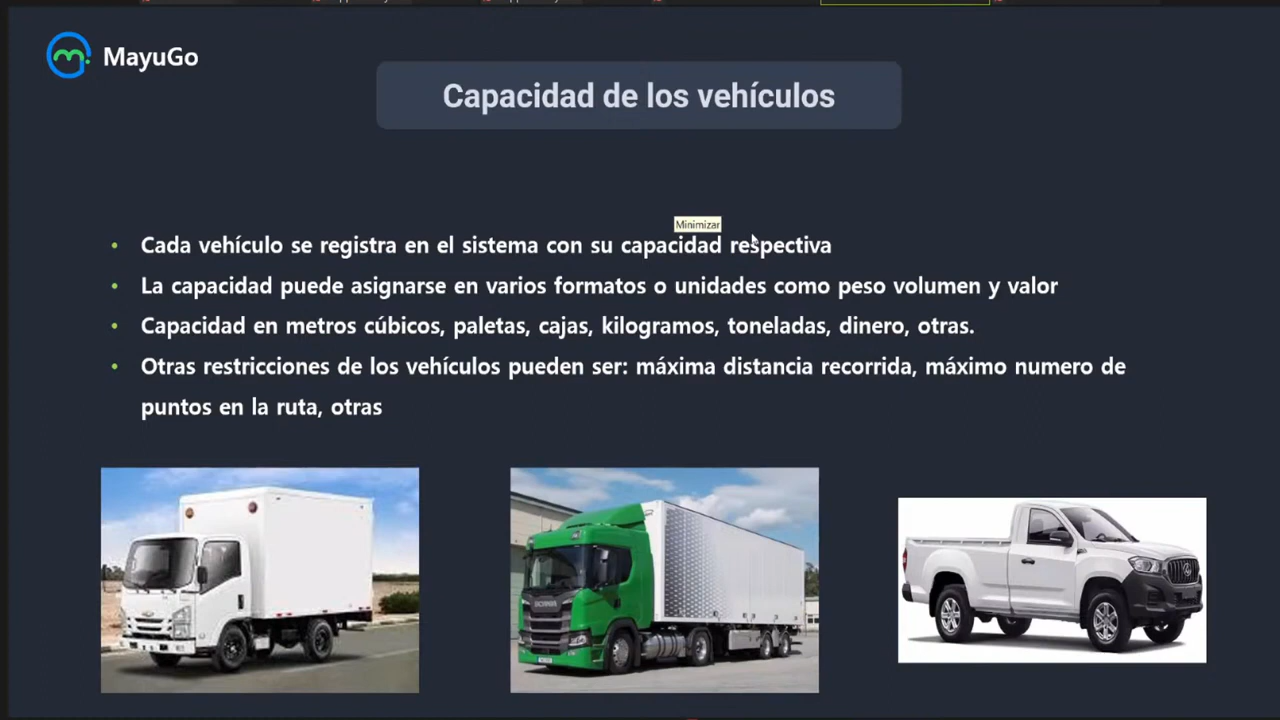 MayuGo
Capacidad de los vehículos
Minimizar
Cada vehículo se registra en el sistema con su capacidad respectiva
La capacidad puede asignarse en varios formatos o unidades como peso volumen y valor
Capacidad en metros cúbicos, paletas, cajas, kilogramos, toneladas, dinero, otras.
Otras restricciones de los vehículos pueden ser: máxima distancia recorrida, máximo numero de
puntos en la ruta, otras
SCANIA